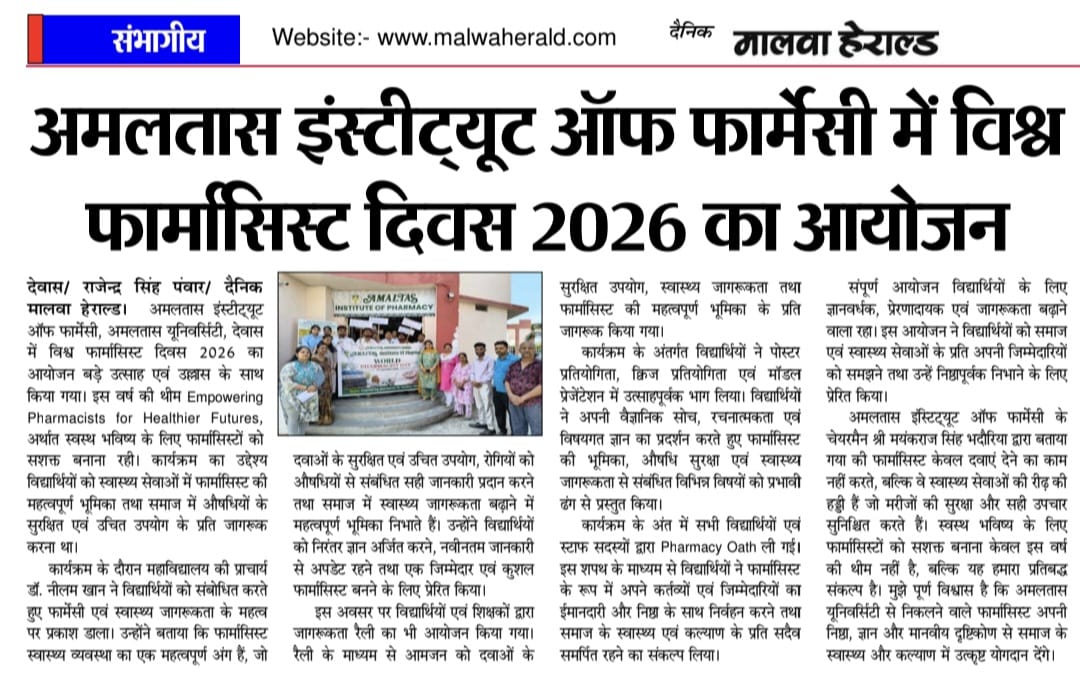 संभागीय
Website:- www.malwaherald.com
दैनिक
मालवा हेराल्ड
अमलतास इंस्टीट्यूट ऑफ फार्मेसी में विश्व
फार्मासिस्ट दिवस 2026 का आयोजन
देवास/ राजेन्द्र सिंह पंवार/ दैनिक
मालवा हेराल्ड। अमलतास इंस्टीट्यूट
ऑफ फार्मेसी, अमलतास यूनिवर्सिटी, देवास
में विश्व फार्मासिस्ट दिवस 2026 का
आयोजन बड़े उत्साह एवं उल्लास के साथ
किया गया। इस वर्ष की थीम Empowering
Pharmacists for Healthier Futures,
अर्थात स्वस्थ भविष्य के लिए फार्मासिस्टों को
सशक्त बनाना रही। कार्यक्रम का उद्देश्य
विद्यार्थियों को स्वास्थ्य सेवाओं में फार्मासिस्ट की
महत्वपूर्ण भूमिका तथा समाज में औषधियों के
सुरक्षित एवं उचित उपयोग के प्रति जागरूक
करना था।
कार्यक्रम के दौरान महाविद्यालय की प्राचार्य
डॉ. नीलम खान ने विद्यार्थियों को संबोधित करते
हुए फार्मेसी एवं स्वास्थ्य जागरूकता के महत्व
पर प्रकाश डाला। उन्होंने बताया कि फार्मासिस्ट
स्वास्थ्य व्यवस्था का एक महत्वपूर्ण अंग हैं, जो
AMALTAS
INSTITUTE OF PHARMACY
WORLD
PHARMACIST DAY
दवाओं के सुरक्षित एवं उचित उपयोग, रोगियों को
औषधियों से संबंधित सही जानकारी प्रदान करने
तथा समाज में स्वास्थ्य जागरूकता बढ़ाने में
महत्वपूर्ण भूमिका निभाते हैं। उन्होंने विद्यार्थियों
को निरंतर ज्ञान अर्जित करने, नवीनतम जानकारी
से अपडेट रहने तथा एक जिम्मेदार एवं कुशल
फार्मासिस्ट बनने के लिए प्रेरित किया।
इस अवसर पर विद्यार्थियों एवं शिक्षकों द्वारा
जागरूकता रैली का भी आयोजन किया गया।
रैली के माध्यम से आमजन को दवाओं के
सुरक्षित उपयोग, स्वास्थ्य जागरूकता तथा
फार्मासिस्ट की महत्वपूर्ण भूमिका के प्रति
जागरूक किया गया।
कार्यक्रम के अंतर्गत विद्यार्थियों ने पोस्टर
प्रतियोगिता, क्विज प्रतियोगिता एवं मॉडल
प्रेजेंटेशन में उत्साहपूर्वक भाग लिया। विद्यार्थियों
ने अपनी वैज्ञानिक सोच, रचनात्मकता एवं
विषयगत ज्ञान का प्रदर्शन करते हुए फार्मासिस्ट
की भूमिका, औषधि सुरक्षा एवं स्वास्थ्य
जागरूकता से संबंधित विभिन्न विषयों को प्रभावी
ढंग से प्रस्तुत किया।
कार्यक्रम के अंत में सभी विद्यार्थियों एवं
स्टाफ सदस्यों द्वारा Pharmacy Oath ली गई।
इस शपथ के माध्यम से विद्यार्थियों ने फार्मासिस्ट
के रूप में अपने कर्तव्यों एवं जिम्मेदारियों का
ईमानदारी और निष्ठा के साथ निर्वहन करने तथा
समाज के स्वास्थ्य एवं कल्याण के प्रति सदैव
समर्पित रहने का संकल्प लिया।
संपूर्ण आयोजन विद्यार्थियों के लिए
ज्ञानवर्धक, प्रेरणादायक एवं जागरूकता बढ़ाने
वाला रहा। इस आयोजन ने विद्यार्थियों को समाज
एवं स्वास्थ्य सेवाओं के प्रति अपनी जिम्मेदारियों
को समझने तथा उन्हें निष्ठापूर्वक निभाने के लिए
प्रेरित किया।
अमलतास इंस्टिट्यूट ऑफ फार्मेसी के
चेयरमैन श्री मयंकराज सिंह भदौरिया द्वारा बताया
गया की फार्मासिस्ट केवल दवाएं देने का काम
नहीं करते, बल्कि वे स्वास्थ्य सेवाओं की रीढ़ की
हड्डी हैं जो मरीजों की सुरक्षा और सही उपचार
सुनिश्चित करते हैं। स्वस्थ भविष्य के लिए
फार्मासिस्टों को सशक्त बनाना केवल इस वर्ष
की थीम नहीं है, बल्कि यह हमारा प्रतिबद्ध
संकल्प है। मुझे पूर्ण विश्वास है कि अमलतास
यूनिवर्सिटी से निकलने वाले फार्मासिस्ट अपनी
निष्ठा, ज्ञान और मानवीय दृष्टिकोण से समाज के
स्वास्थ्य और कल्याण में उत्कृष्ट योगदान देंगे।